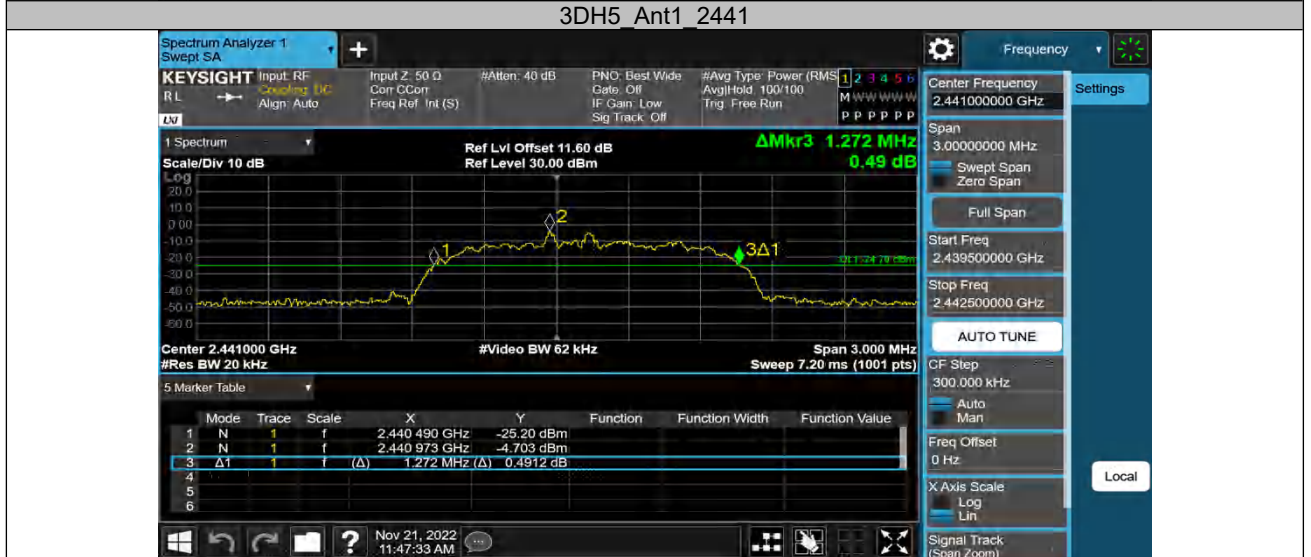 3DH5_Ant1_2441
Spectrum Analyzer 1
Swept SA
+
Frequency
KEYSIGHT
RL
Input: RF
Coupling: DC
Align: Auto
Input Z: 50 Ω
Corr CCorr
Freq Ref: Int (S)
#Atten: 40 dB
PNO: Best Wide
Gate: Off
IF Gain: Low
Sig Track: Off
#Avg Type: Power (RMS
Avg|Hold: 100/100
Trig: Free Run
1 2 3 4 5 6
M W W W W W
P P P P P P
Center Frequency
2.441000000 GHz
Settings
Span
3.00000000 MHz
Swept Span
Zero Span
Full Span
Start Freq
2.439500000 GHz
Stop Freq
2.442500000 GHz
AUTO TUNE
CF Step
300.000 kHz
Auto
Man
Freq Offset
0 Hz
X Axis Scale
Log
Lin
Signal Track
(Span Zoom)
Local
LXI
1 Spectrum
Scale/Div 10 dB
Ref Lvl Offset 11.60 dB
Ref Level 30.00 dBm
ΔMkr3 1.272 MHz
0.49 dB
Log
20.0
10.0
0.00
-10.0
-20.0
-30.0
-40.0
-50.0
-60.0
1
2
3Δ1
DL1 -24.70 dBm
Center 2.441000 GHz
#Res BW 20 kHz
#Video BW 62 kHz
Span 3.000 MHz
Sweep 7.20 ms (1001 pts)
5 Marker Table
Mode Trace Scale X Y Function Function Width Function Value
1 N 1 f 2.440 490 GHz -25.20 dBm
2 N 1 f 2.440 973 GHz -4.703 dBm
3 Δ1 1 f (Δ) 1.272 MHz (Δ) 0.4912 dB
4
5
6
?
Nov 21, 2022
11:47:33 AM